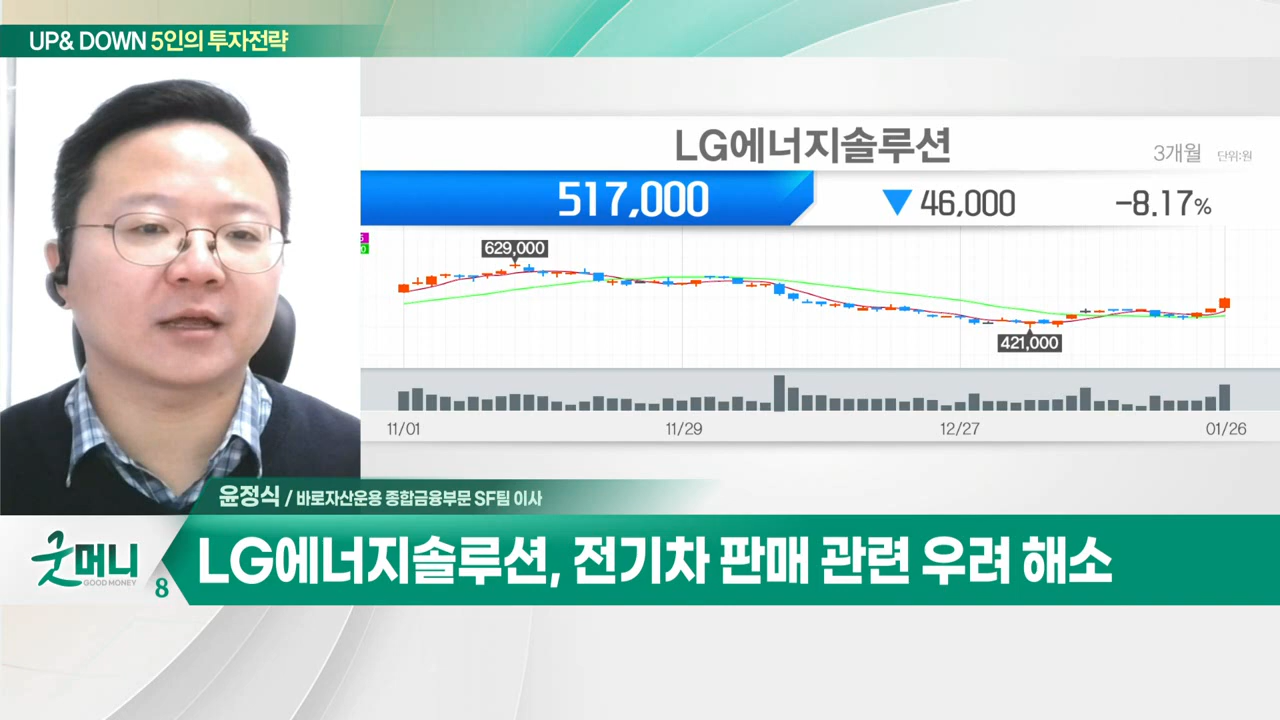 UP& DOWN 5인의 투자전략
LG에너지솔루션
3개월 단위:원
517,000 ▼ 46,000 -8.17%
629,000
421,000
11/01 11/29 12/27 01/26
윤정식 / 바로자산운용 종합금융부문 SF팀 이사
굿머니
GOOD MONEY
8
LG에너지솔루션, 전기차 판매 관련 우려 해소